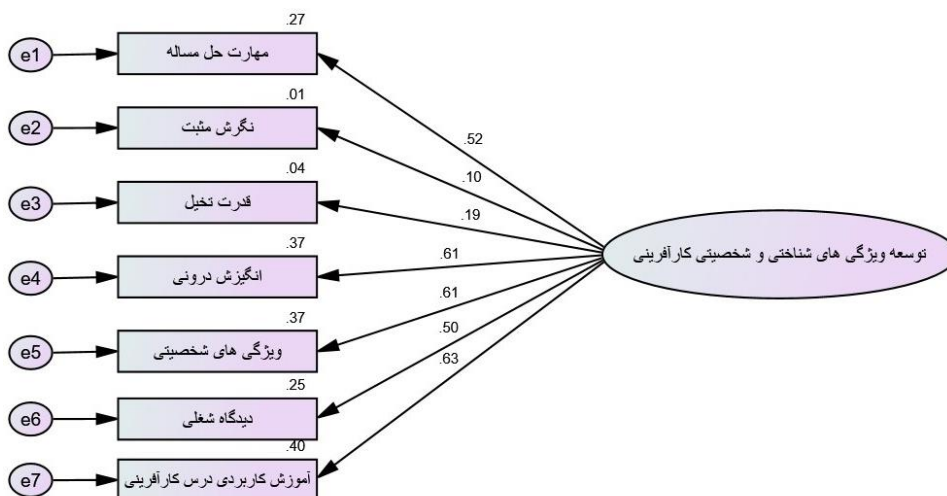 .27
e1
مهارت حل مساله
.01
e2
نگرش مثبت
.04
e3
قدرت تخیل
.37
e4
انگیزش درونی
.37
e5
ویژگی های شخصیتی
.25
e6
دیدگاه شغلی
.40
e7
آموزش کاربردی درس کارآفرینی
.52
.10
.19
.61
.61
.50
.63
توسعه ویژگی های شناختی و شخصیتی کارآفرینی